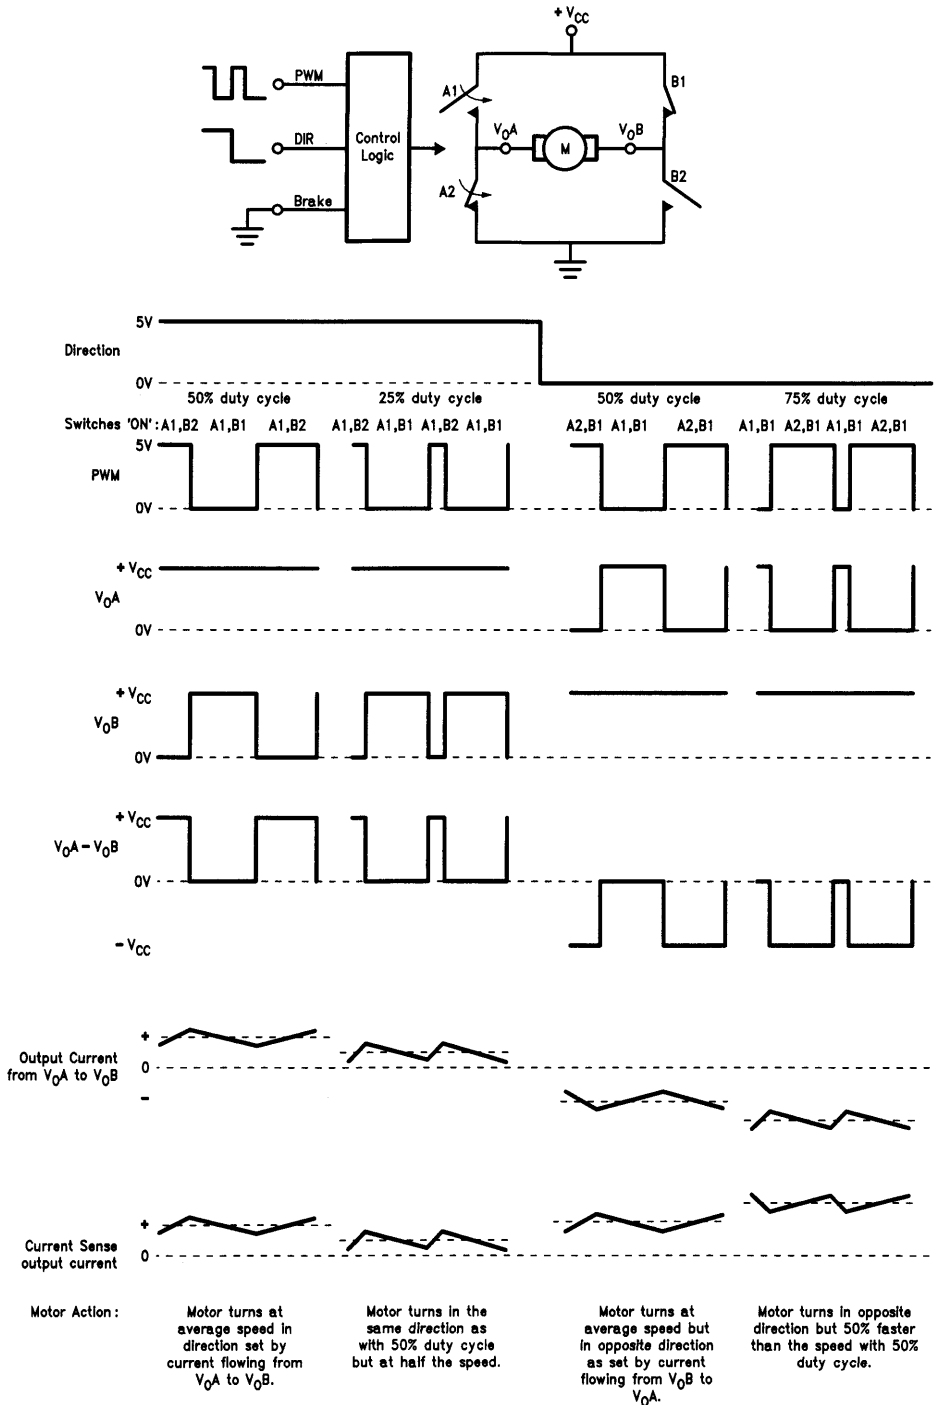 + VCC
PWM
A1
B1
DIR
Control
Logic
VOA
VOB
M
A2
B2
Brake
5V
Direction
0V
50% duty cycle
25% duty cycle
50% duty cycle
75% duty cycle
Switches 'ON': A1,B2 A1,B1 A1,B2 A1,B2 A1,B1 A1,B2 A1,B1 A2,B1 A1,B1 A2,B1 A1,B1 A2,B1 A1,B1 A2,B1
5V
PWM
0V
+ VCC
VOA
0V
+ VCC
VOB
0V
+ VCC
VOA – VOB
0V
– VCC
+
Output Current
from VOA to VOB
0
–
+
Current Sense
output current
0
Motor Action :
Motor turns at
average speed in
direction set by
current flowing from
VOA to VOB.
Motor turns in the
same direction as
with 50% duty cycle
but at half the speed.
Motor turns at
average speed but
in opposite direction
as set by current
flowing from VOB to
VOA.
Motor turns in opposite
direction but 50% faster
than the speed with 50%
duty cycle.